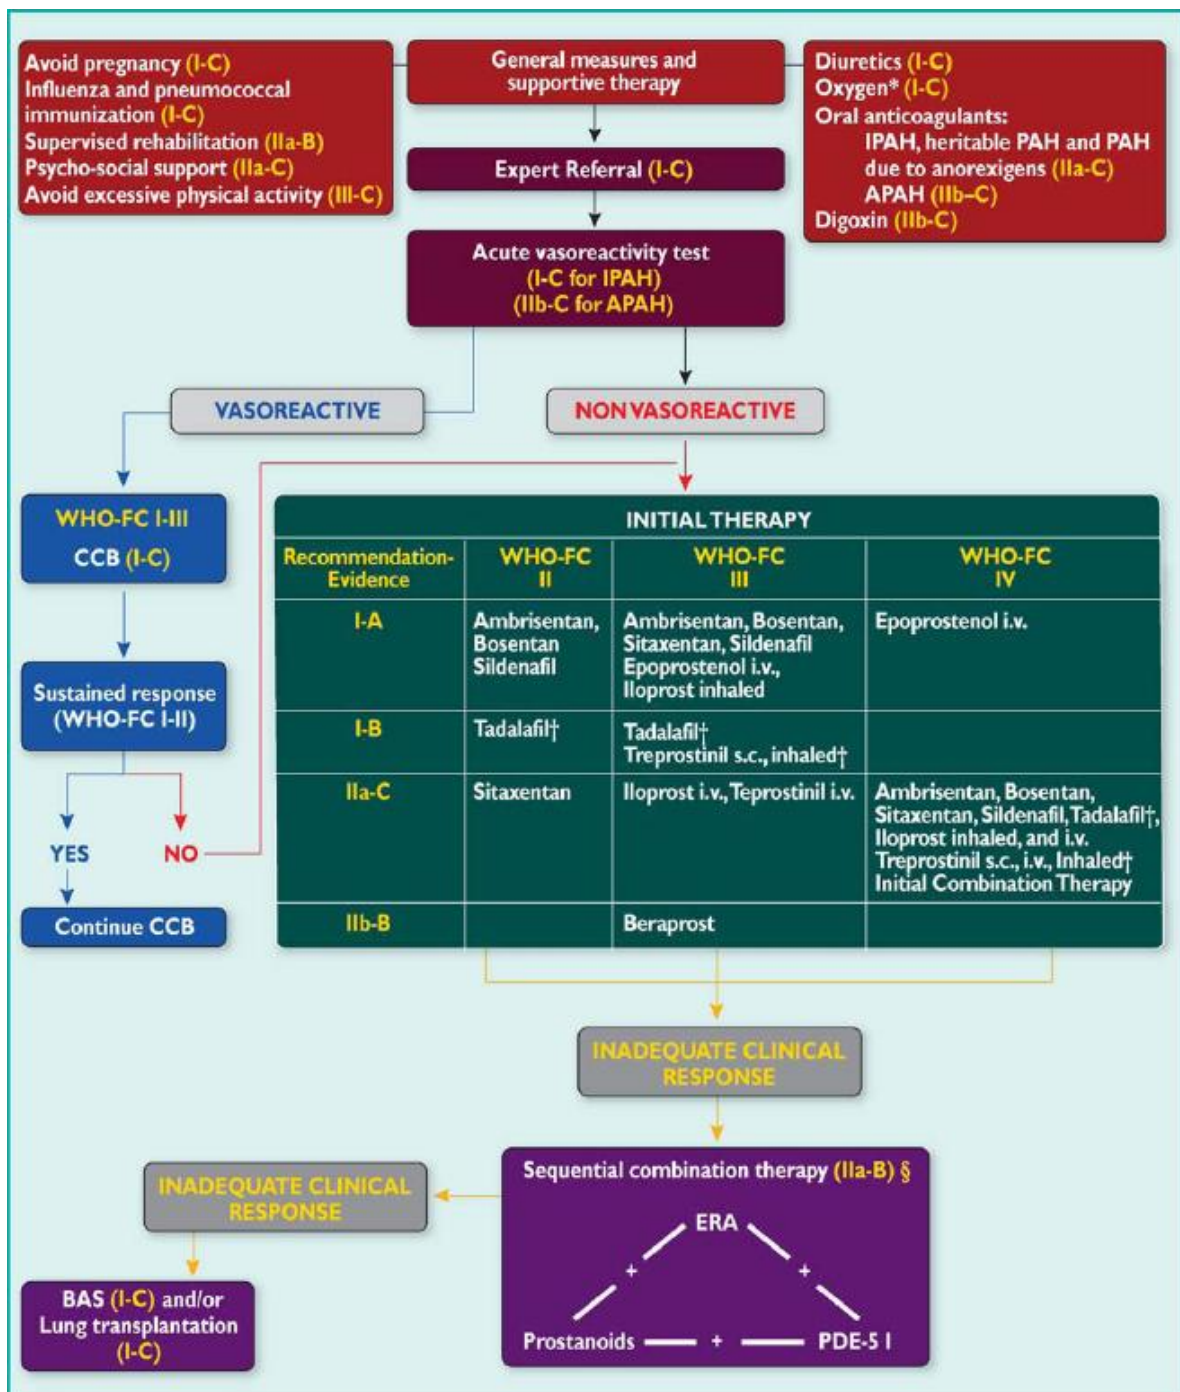 Avoid pregnancy (I-C)
Influenza and pneumococcal
immunization (I-C)
Supervised rehabilitation (IIa-B)
Psycho-social support (IIa-C)
Avoid excessive physical activity (III-C)
General measures and
supportive therapy
Diuretics (I-C)
Oxygen* (I-C)
Oral anticoagulants:
IPAH, heritable PAH and PAH
due to anorexigens (IIa-C)
APAH (IIb–C)
Digoxin (IIb-C)
Expert Referral (I-C)
Acute vasoreactivity test
(I-C for IPAH)
(IIb-C for APAH)
VASOREACTIVE
NON VASOREACTIVE
WHO-FC I-III
CCB (I-C)
Sustained response
(WHO-FC I-II)
YES
NO
Continue CCB
INITIAL THERAPY
Recommendation-
Evidence
WHO-FC
II
WHO-FC
III
WHO-FC
IV
I-A
Ambrisentan,
Bosentan
Sildenafil
Ambrisentan, Bosentan,
Sitaxentan, Sildenafil
Epoprostenol i.v.,
Iloprost inhaled
Epoprostenol i.v.
I-B
Tadalafil†
Tadalafil†
Treprostinil s.c., inhaled†
IIa-C
Sitaxentan
Iloprost i.v., Teprostinil i.v.
Ambrisentan, Bosentan,
Sitaxentan, Sildenafil, Tadalafil†,
Iloprost inhaled, and i.v.
Treprostinil s.c., i.v., Inhaled†
Initial Combination Therapy
IIb-B
Beraprost
INADEQUATE CLINICAL
RESPONSE
Sequential combination therapy (IIa-B) §
ERA
+
+
Prostanoids
+
PDE-5 I
INADEQUATE CLINICAL
RESPONSE
BAS (I-C) and/or
Lung transplantation
(I-C)